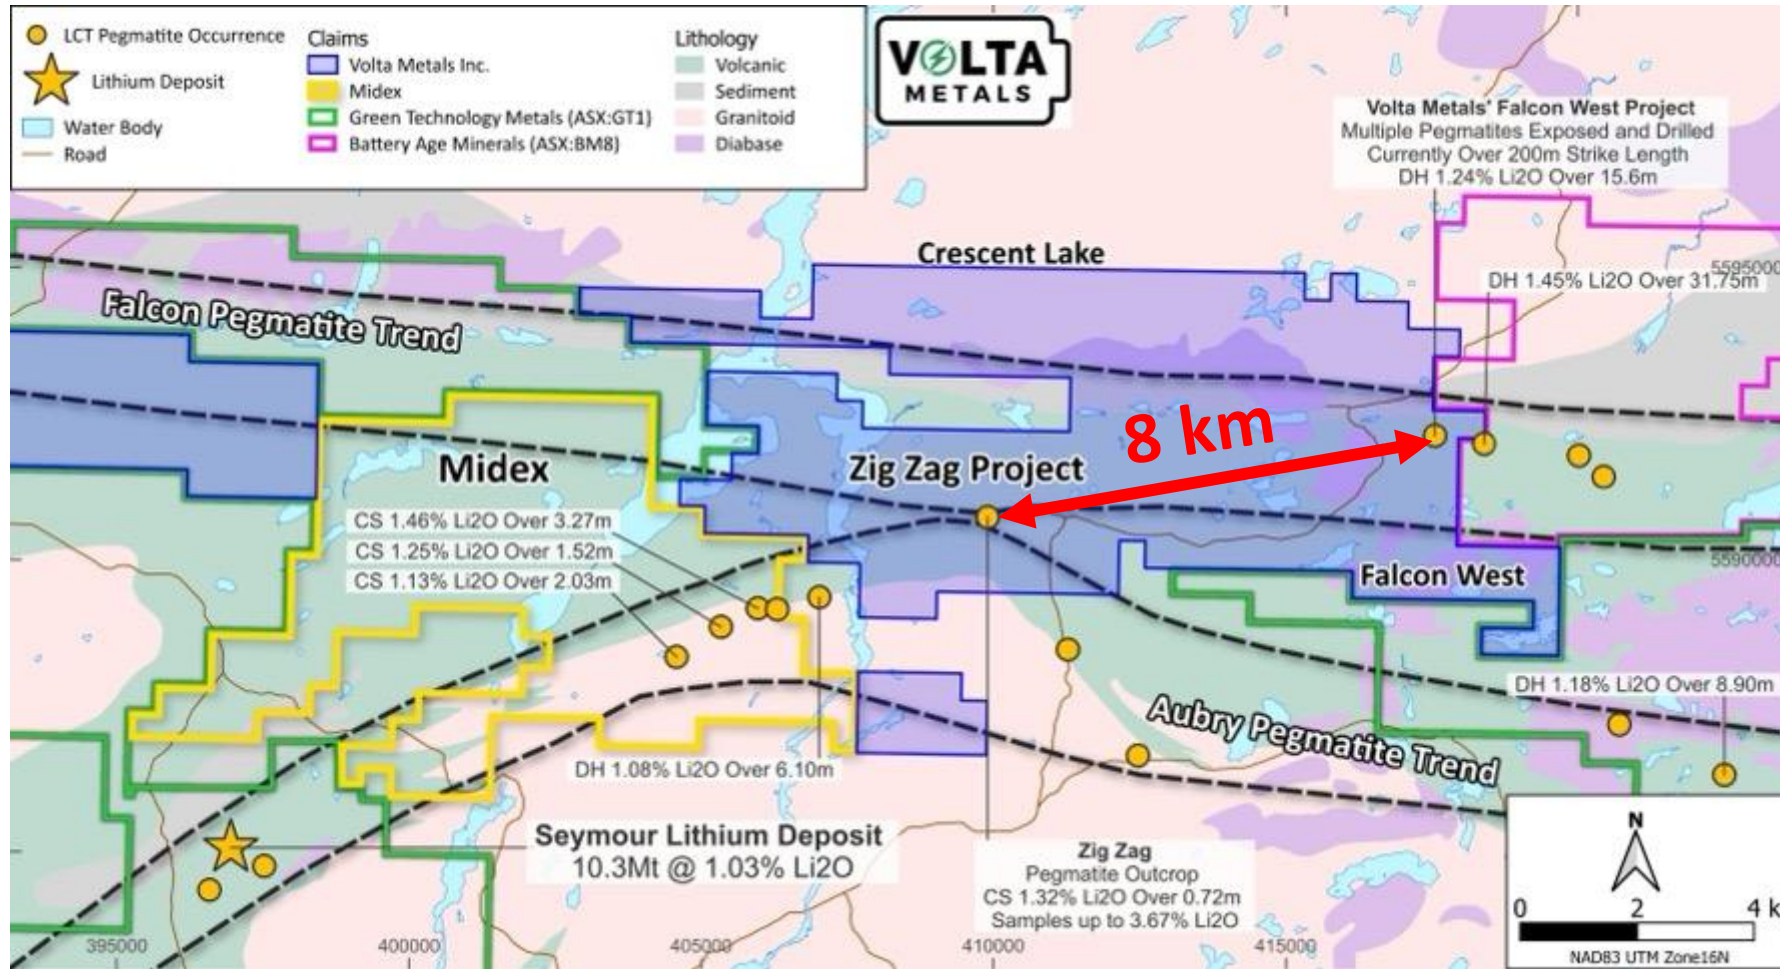 LCT Pegmatite Occurrence
Lithium Deposit
Water Body
Road
Claims
Volta Metals Inc.
Midex
Green Technology Metals (ASX:GT1)
Battery Age Minerals (ASX:BM8)
Lithology
Volcanic
Sediment
Granitoid
Diabase
VOLTA
METALS
Volta Metals' Falcon West Project
Multiple Pegmatites Exposed and Drilled
Currently Over 200m Strike Length
DH 1.24% Li2O Over 15.6m
Crescent Lake
5595000
DH 1.45% Li2O Over 31.75m
Falcon Pegmatite Trend
8 km
Midex
Zig Zag Project
CS 1.46% Li2O Over 3.27m
CS 1.25% Li2O Over 1.52m
CS 1.13% Li2O Over 2.03m
5590000
Falcon West
DH 1.18% Li2O Over 8.90m
Aubry Pegmatite Trend
DH 1.08% Li2O Over 6.10m
Seymour Lithium Deposit
10.3Mt @ 1.03% Li2O
Zig Zag
Pegmatite Outcrop
CS 1.32% Li2O Over 0.72m
Samples up to 3.67% Li2O
N
0 2 4 k
NAD83 UTM Zone16N
395000 400000 405000 410000 415000